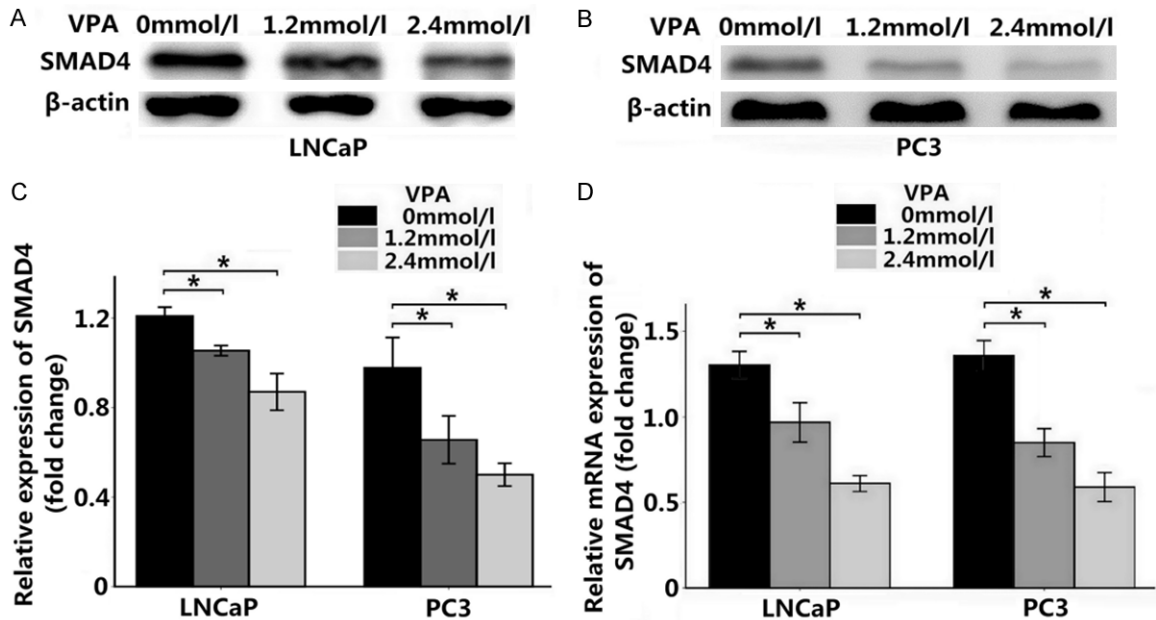 A
VPA 0mmol/l 1.2mmol/l 2.4mmol/l
SMAD4
β-actin
LNCaP
B
VPA 0mmol/l 1.2mmol/l 2.4mmol/l
SMAD4
β-actin
PC3
C
VPA
0mmol/l
1.2mmol/l
2.4mmol/l
Relative expression of SMAD4
(fold change)
1.2
0.8
0.4
0
* *
* *
LNCaP PC3
D
VPA
0mmol/l
1.2mmol/l
2.4mmol/l
Relative mRNA expression of
SMAD4 (fold change)
1.5
1.0
0.5
0
* *
* *
LNCaP PC3